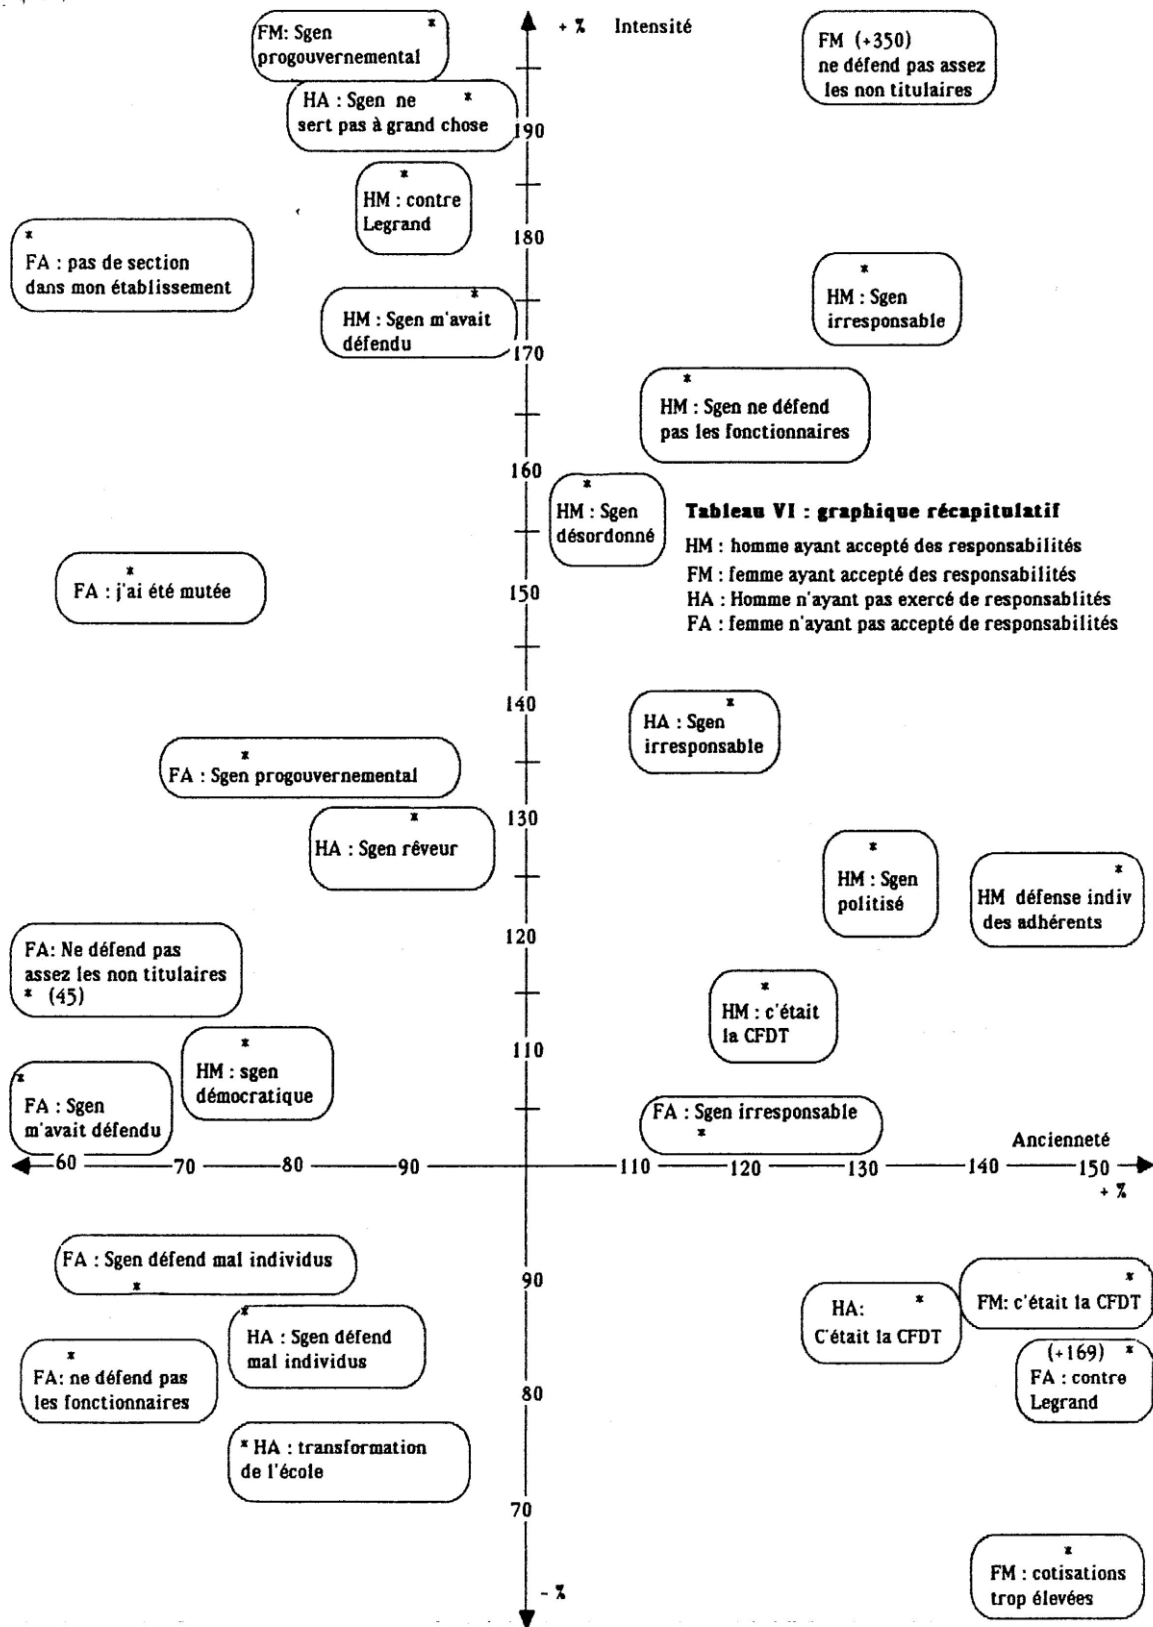 + % Intensité
FM: Sgen
progouvernemental
FM (+350)
ne défend pas assez
les non titulaires
HA : Sgen ne
sert pas à grand chose
190
HM : contre
Legrand
180
FA : pas de section
dans mon établissement
HM : Sgen
irresponsable
HM : Sgen m'avait
défendu
170
HM : Sgen ne défend
pas les fonctionnaires
160
HM : Sgen
désordonné
Tableau VI : graphique récapitulatif
HM : homme ayant accepté des responsabilités
FM : femme ayant accepté des responsabilités
HA : Homme n'ayant pas exercé de responsablités
FA : femme n'ayant pas accepté de responsabilités
FA : j'ai été mutée
150
140
HA : Sgen
irresponsable
FA : Sgen progouvernemental
130
HA : Sgen rêveur
HM : Sgen
politisé
HM défense indiv
des adhérents
120
FA: Ne défend pas
assez les non titulaires
* (45)
HM : c'était
la CFDT
110
HM : sgen
démocratique
FA : Sgen
m'avait défendu
FA : Sgen irresponsable
Ancienneté
60 70 80 90 110 120 130 140 150
+ %
FA : Sgen défend mal individus
90
FM: c'était la CFDT
HA:
C'était la CFDT
HA : Sgen défend
mal individus
(+169) *
FA : contre
Legrand
FA: ne défend pas
les fonctionnaires
80
* HA : transformation
de l'école
70
FM : cotisations
trop élevées
- %